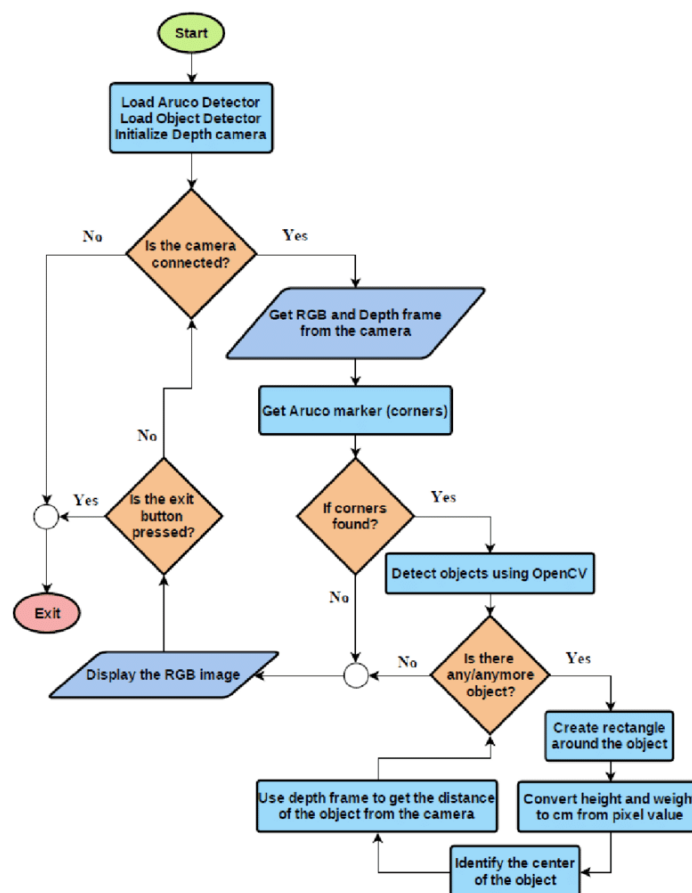 Start
Load Aruco Detector
Load Object Detector
Initialize Depth camera
No
Is the camera
connected?
Yes
Get RGB and Depth frame
from the camera
Get Aruco marker (corners)
No
Yes
Is the exit
button
pressed?
If corners
found?
Yes
Detect objects using OpenCV
Exit
No
Display the RGB image
No
Is there
any/anymore
object?
Yes
Create rectangle
around the object
Use depth frame to get the distance
of the object from the camera
Convert height and weigh
to cm from pixel value
Identify the center
of the object